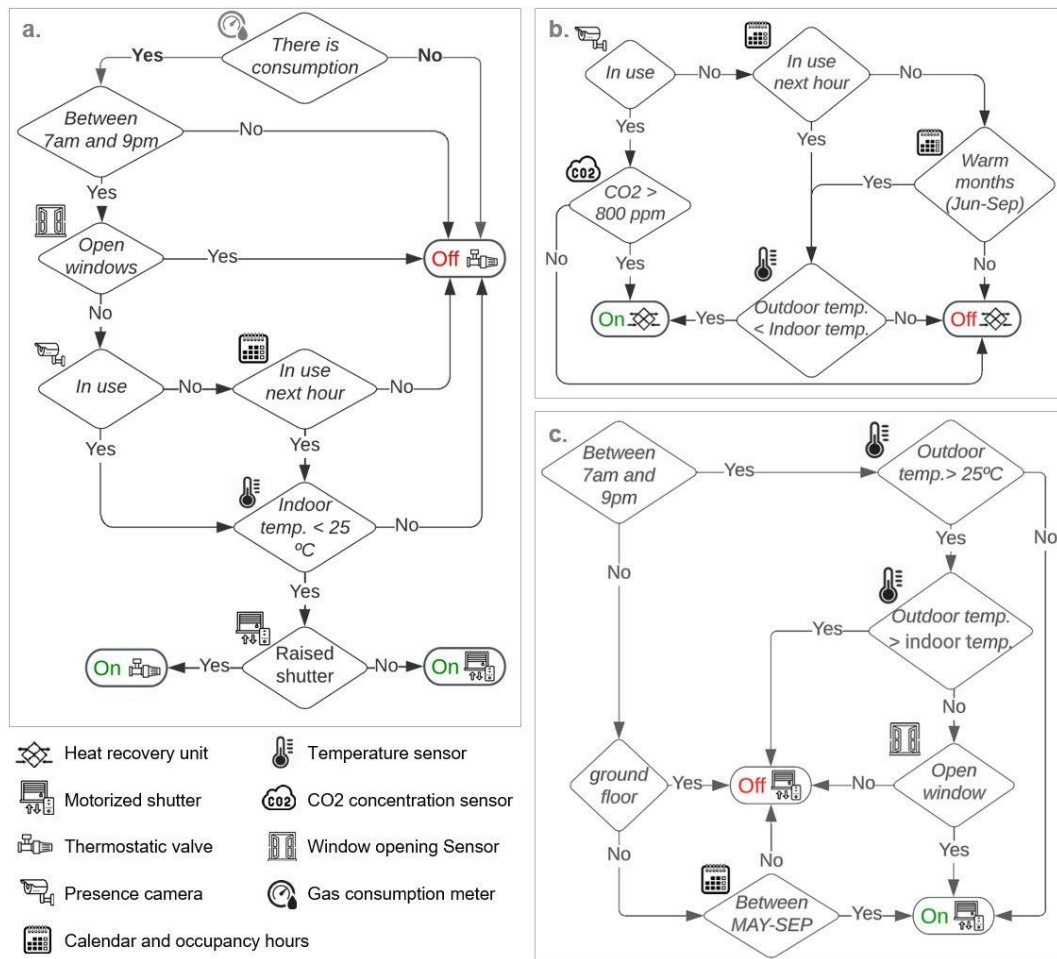 a.
There is
consumption
Yes
No
Between
7am and 9pm
No
Yes
Open
windows
Yes
Off
No
In use
No
In use
next hour
No
Yes
Yes
Indoor
temp. < 25
ºC
No
Yes
On
Yes
Raised
shutter
No
On
b.
In use
No
In use
next hour
No
Yes
Yes
Warm
months
(Jun-Sep)
Yes
CO2
CO2 >
800 ppm
No
Yes
No
On
Yes
Outdoor temp.
< Indoor temp.
No
Off
c.
Between
7am and
9pm
Yes
Outdoor
temp.> 25ºC
No
Yes
No
Outdoor temp.
> indoor temp.
Yes
No
ground
floor
Yes
Off
No
Open
window
No
No
Yes
Between
MAY-SEP
Yes
On
Heat recovery unit
Temperature sensor
Motorized shutter
CO2
CO2 concentration sensor
Thermostatic valve
Window opening Sensor
Presence camera
Gas consumption meter
Calendar and occupancy hours